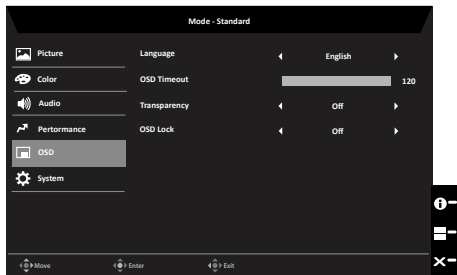 Mode - Standard
Picture
Language
English
Color
OSD Timeout
120
Audio
Transparency
Off
Pertormance
OSD Lock
Off
OSD
System
Move
Enter
Exit